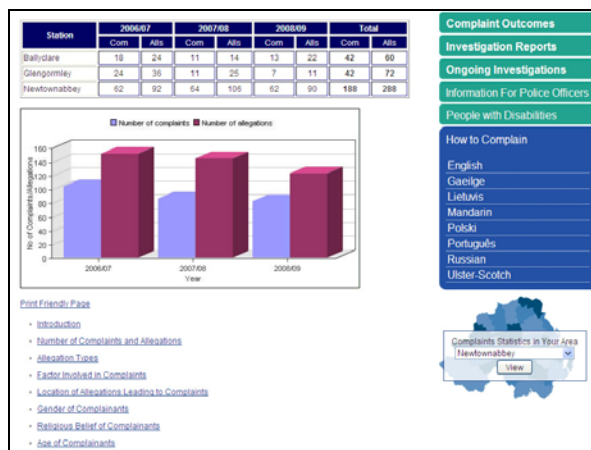 Station 2006/07 2007/08 2008/09 Total
Com Alls Com Alls Com Alls Com Alls
Ballyclare 18 24 11 14 13 22 42 60
Glengormley 24 36 11 25 7 11 42 72
Newtownabbey 62 92 64 106 62 90 188 288
Number of complaints Number of allegations
No of Complaints/Allegations
160
140
120
100
80
60
40
20
0
2006/07 2007/08 2008/09
Year
Print Friendly Page
Introduction
Number of Complaints and Allegations
Allegation Types
Factor Involved in Complaints
Location of Allegations Leading to Complaints
Gender of Complainants
Religious Belief of Complainants
Age of Complainants
Complaint Outcomes
Investigation Reports
Ongoing Investigations
Information For Police Officers
People with Disabilities
How to Complain
English
Gaeilge
Lietuvis
Mandarin
Polski
Português
Russian
Ulster-Scotch
Complaints Statistics in Your Area
Newtownabbey
View